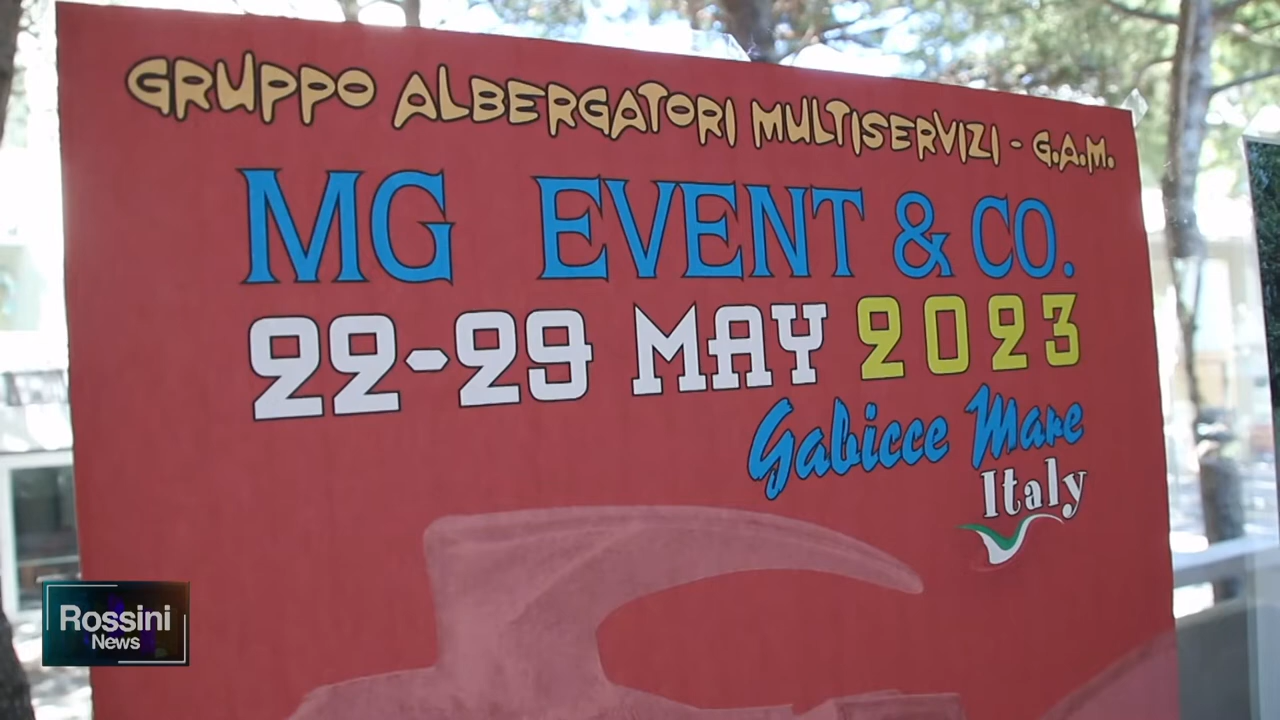 GRUPPO ALBERGATORI MULTISERVIZI - G.A.M.
MG EVENT & CO.
22-29 MAY 2023
Gabicce Mare
Italy
Rossini
News